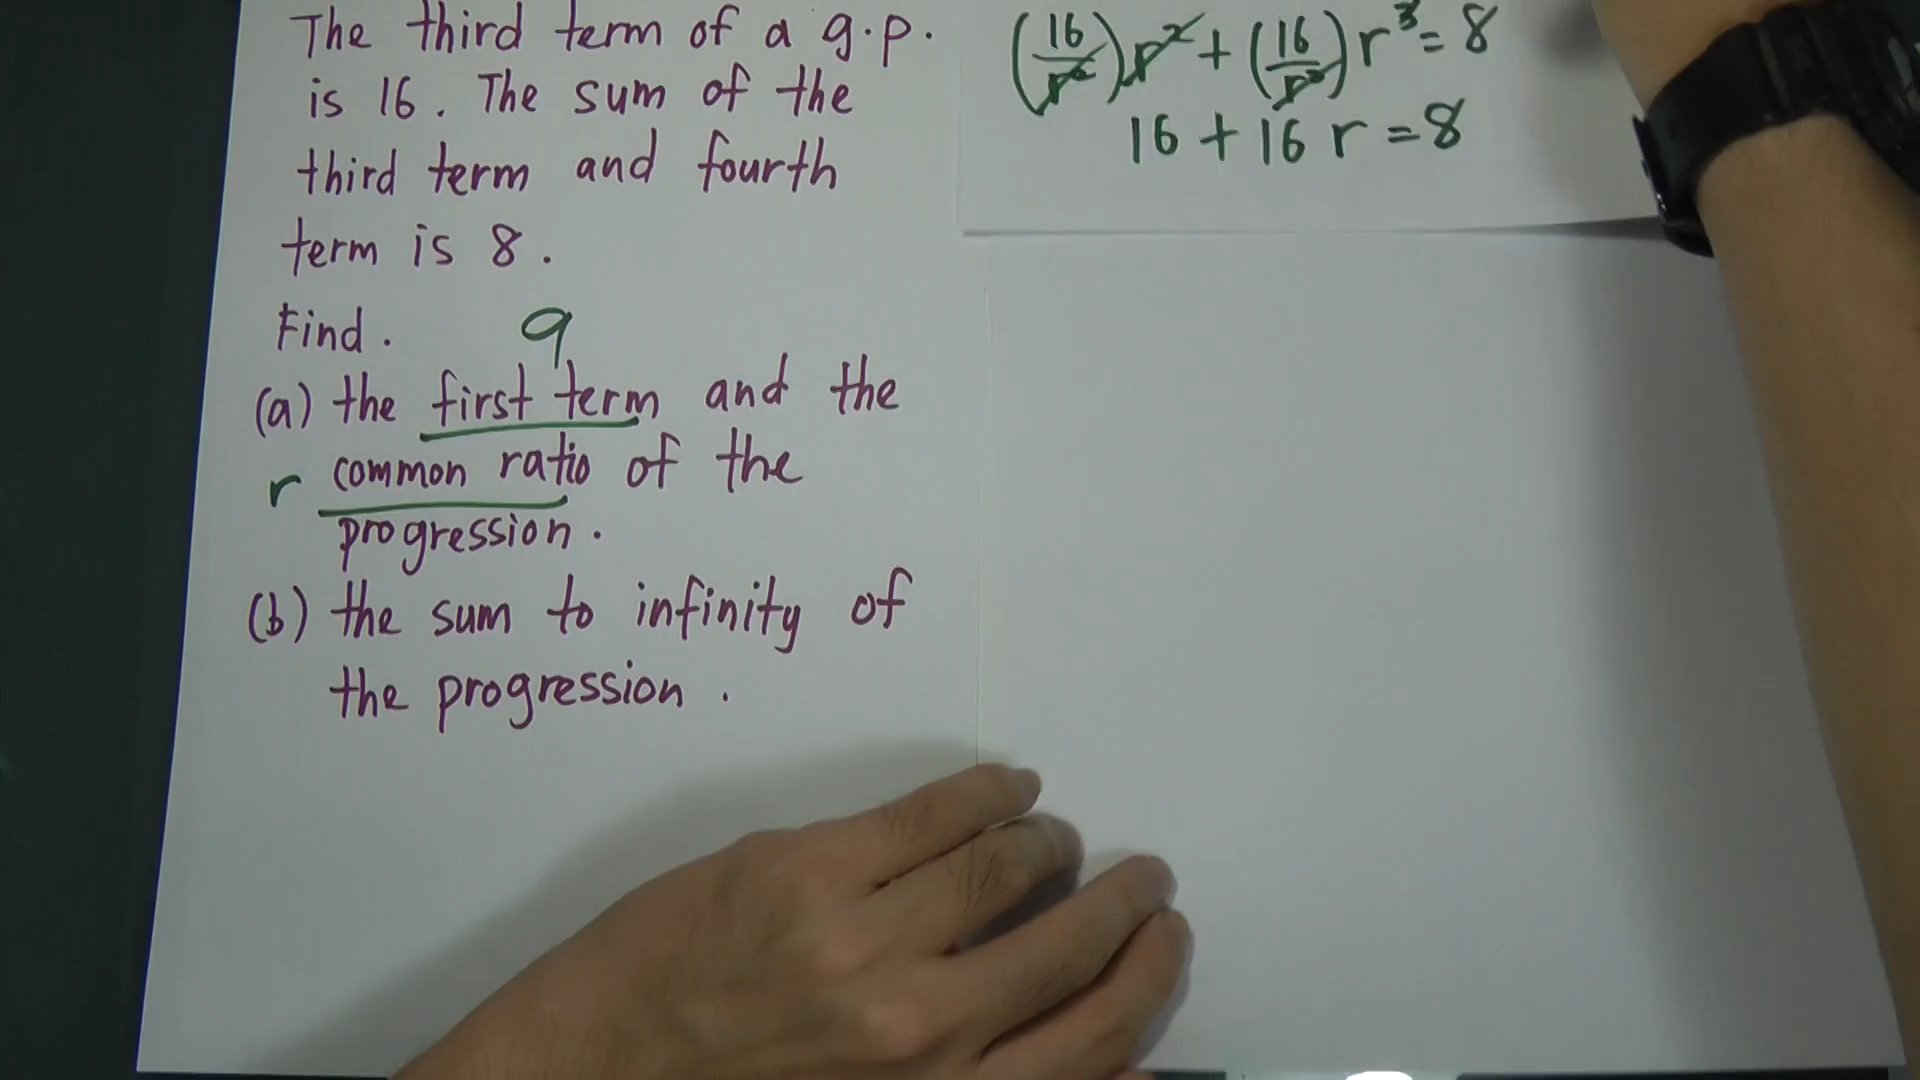 The third term of a g.p.
is 16. The sum of the
third term and fourth
term is 8.
Find.
a
(a) the first term and the
r common ratio of the
progression.
(b) the sum to infinity of
the progression.
(16/r²)r² + (16/r²)r³ = 8
16 + 16 r = 8